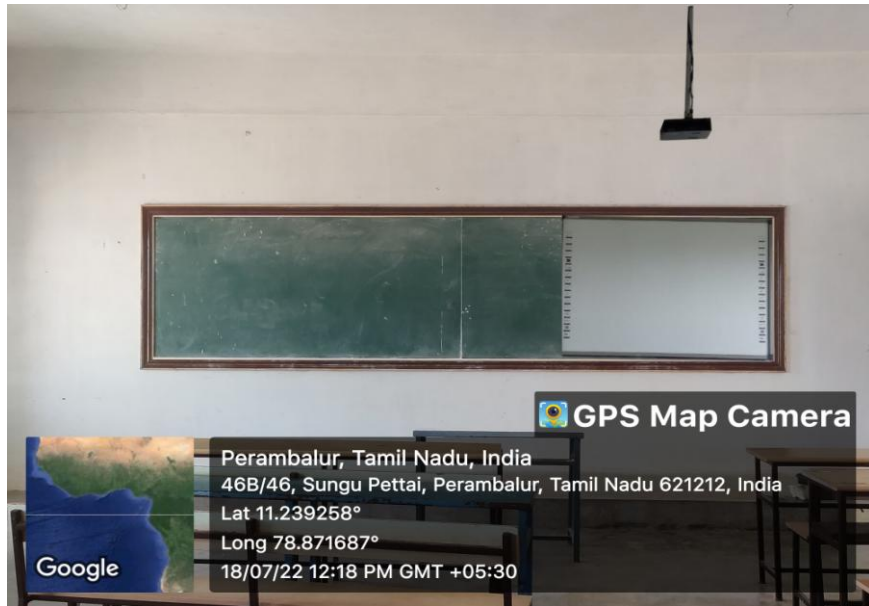 GPS Map Camera
Perambalur, Tamil Nadu, India
46B/46, Sungu Pettai, Perambalur, Tamil Nadu 621212, India
Lat 11.239258°
Long 78.871687°
18/07/22 12:18 PM GMT +05:30
Google